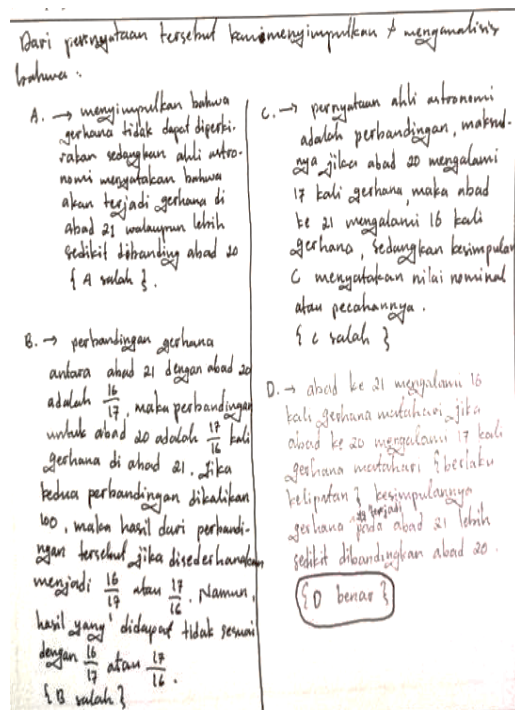 Dari pernyataan tersebut kami menyimpulkan & menganalisis
bahwa :
A. → menyimpulkan bahwa
gerhana tidak dapat diperki-
rakan sedangkan ahli astro-
nomi menyatakan bahwa
akan terjadi gerhana di
Abad 21 walaupun lebih
sedikit dibanding abad 20
{ A salah }.
B. → perbandingan gerhana
antara abad 21 dengan abad 20
adalah 16/17, maka perbandingan
untuk abad 20 adalah 17/16 kali
gerhana di abad 21. Jika
kedua perbandingan dikalikan
100, maka hasil dari perbandi-
ngan tersebut jika disederhanakan
menjadi 16/17 atau 17/16. Namun,
hasil yang didapat tidak sesuai
dengan 16/17 atau 17/16.
{ B salah }
C. → pernyataan ahli astronomi
adalah perbandingan, maksud-
nya jika abad 20 mengalami
17 kali gerhana, maka abad
ke 21 mengalami 16 kali
gerhana, sedangkan kesimpulan
C menyatakan nilai nominal
atau pecahannya.
{ C salah }
D. → abad ke 21 mengalami 16
kali gerhana matahari jika
abad ke 20 mengalami 17 kali
gerhana matahari { berlaku
kelipatan } kesimpulannya
gerhana terjadi pada abad 21 lebih
sedikit dibandingkan abad 20.
{ D benar }